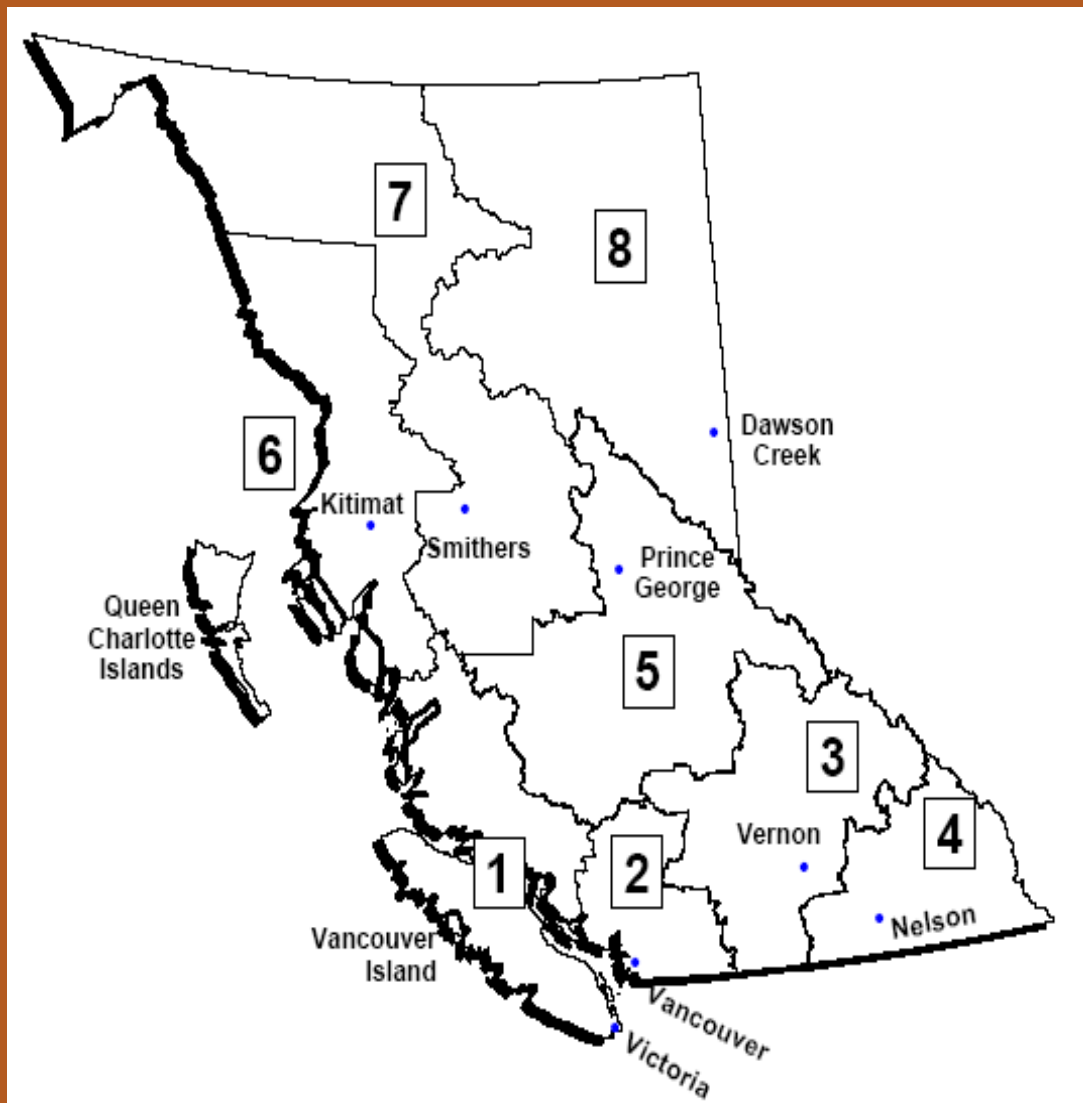 7
8
6
Dawson
Creek
Kitimat
Smithers
Prince
George
Queen
Charlotte
Islands
5
3
4
Vernon
1
2
Nelson
Vancouver
Island
Vancouver
Victoria